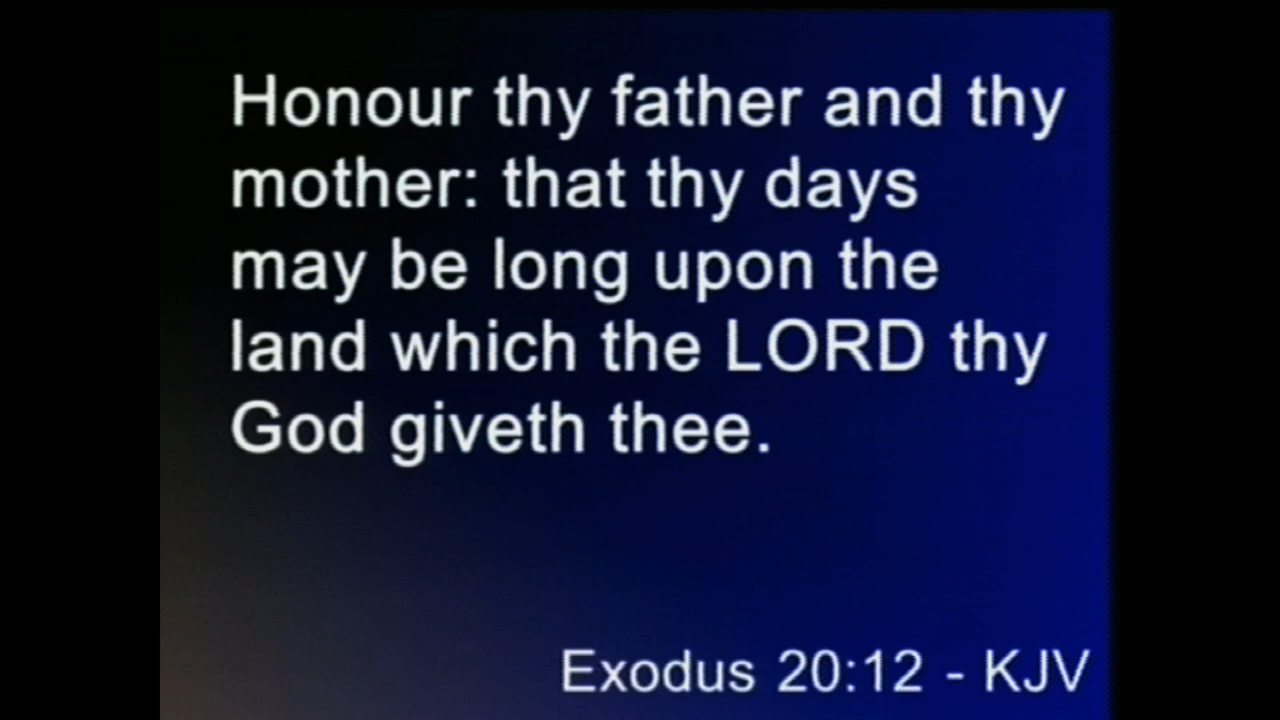 Honour thy father and thy
mother: that thy days
may be long upon the
land which the LORD thy
God giveth thee.
Exodus 20:12 - KJV